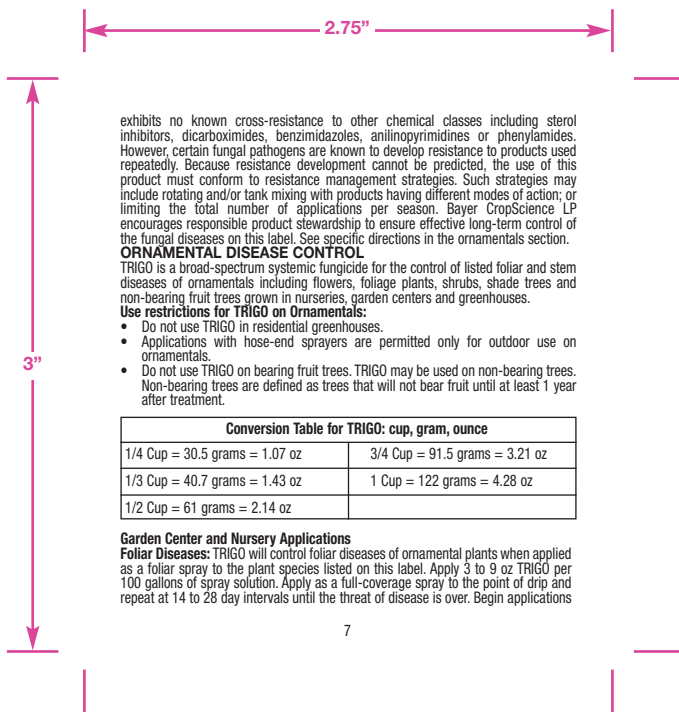 2.75”
3”
exhibits no known cross-resistance to other chemical classes including sterol
inhibitors, dicarboximides, benzimidazoles, anilinopyrimidines or phenylamides.
However, certain fungal pathogens are known to develop resistance to products used
repeatedly. Because resistance development cannot be predicted, the use of this
product must conform to resistance management strategies. Such strategies may
include rotating and/or tank mixing with products having different modes of action; or
limiting the total number of applications per season. Bayer CropScience LP
encourages responsible product stewardship to ensure effective long-term control of
the fungal diseases on this label. See specific directions in the ornamentals section.
ORNAMENTAL DISEASE CONTROL
TRIGO is a broad-spectrum systemic fungicide for the control of listed foliar and stem
diseases of ornamentals including flowers, foliage plants, shrubs, shade trees and
non-bearing fruit trees grown in nurseries, garden centers and greenhouses.
Use restrictions for TRIGO on Ornamentals:
• Do not use TRIGO in residential greenhouses.
• Applications with hose-end sprayers are permitted only for outdoor use on
ornamentals.
• Do not use TRIGO on bearing fruit trees. TRIGO may be used on non-bearing trees.
Non-bearing trees are defined as trees that will not bear fruit until at least 1 year
after treatment.
Conversion Table for TRIGO: cup, gram, ounce
1/4 Cup = 30.5 grams = 1.07 oz 3/4 Cup = 91.5 grams = 3.21 oz
1/3 Cup = 40.7 grams = 1.43 oz 1 Cup = 122 grams = 4.28 oz
1/2 Cup = 61 grams = 2.14 oz
Garden Center and Nursery Applications
Foliar Diseases: TRIGO will control foliar diseases of ornamental plants when applied
as a foliar spray to the plant species listed on this label. Apply 3 to 9 oz TRIGO per
100 gallons of spray solution. Apply as a full-coverage spray to the point of drip and
repeat at 14 to 28 day intervals until the threat of disease is over. Begin applications
7